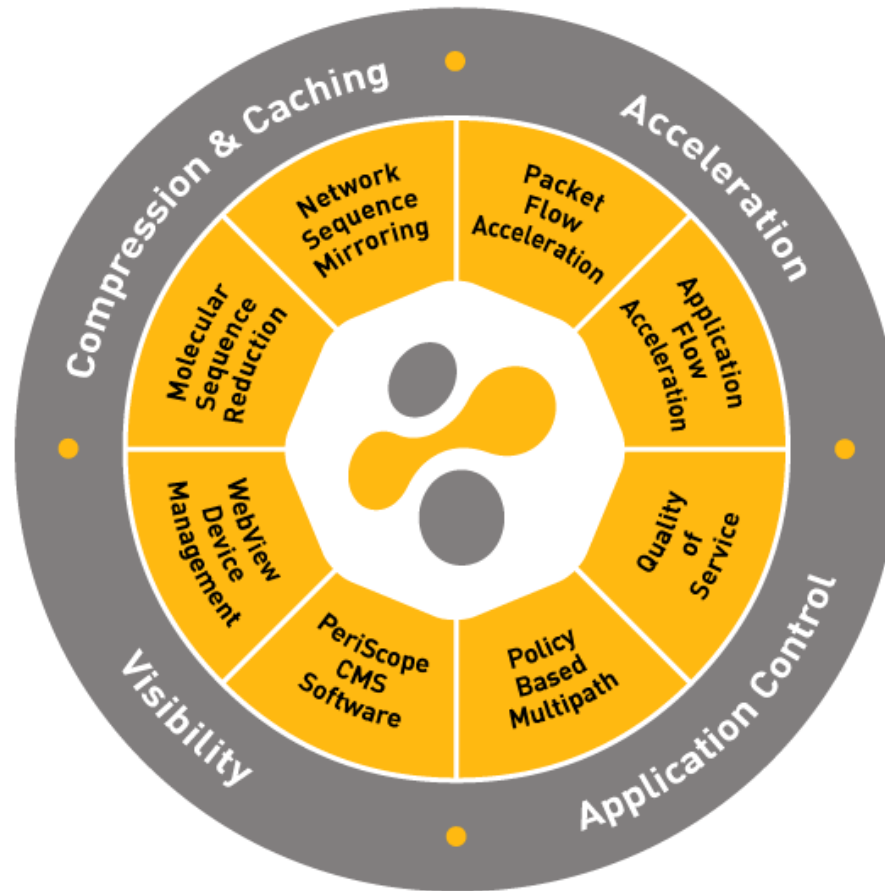 Compression & Caching
Acceleration
Network
Sequence
Mirroring
Packet
Flow
Acceleration
Molecular
Sequence
Reduction
Application
Flow
Acceleration
WebView
Device
Management
Quality
of
Service
PeriScope
CMS
Software
Policy
Based
Multipath
Visibility
Application Control